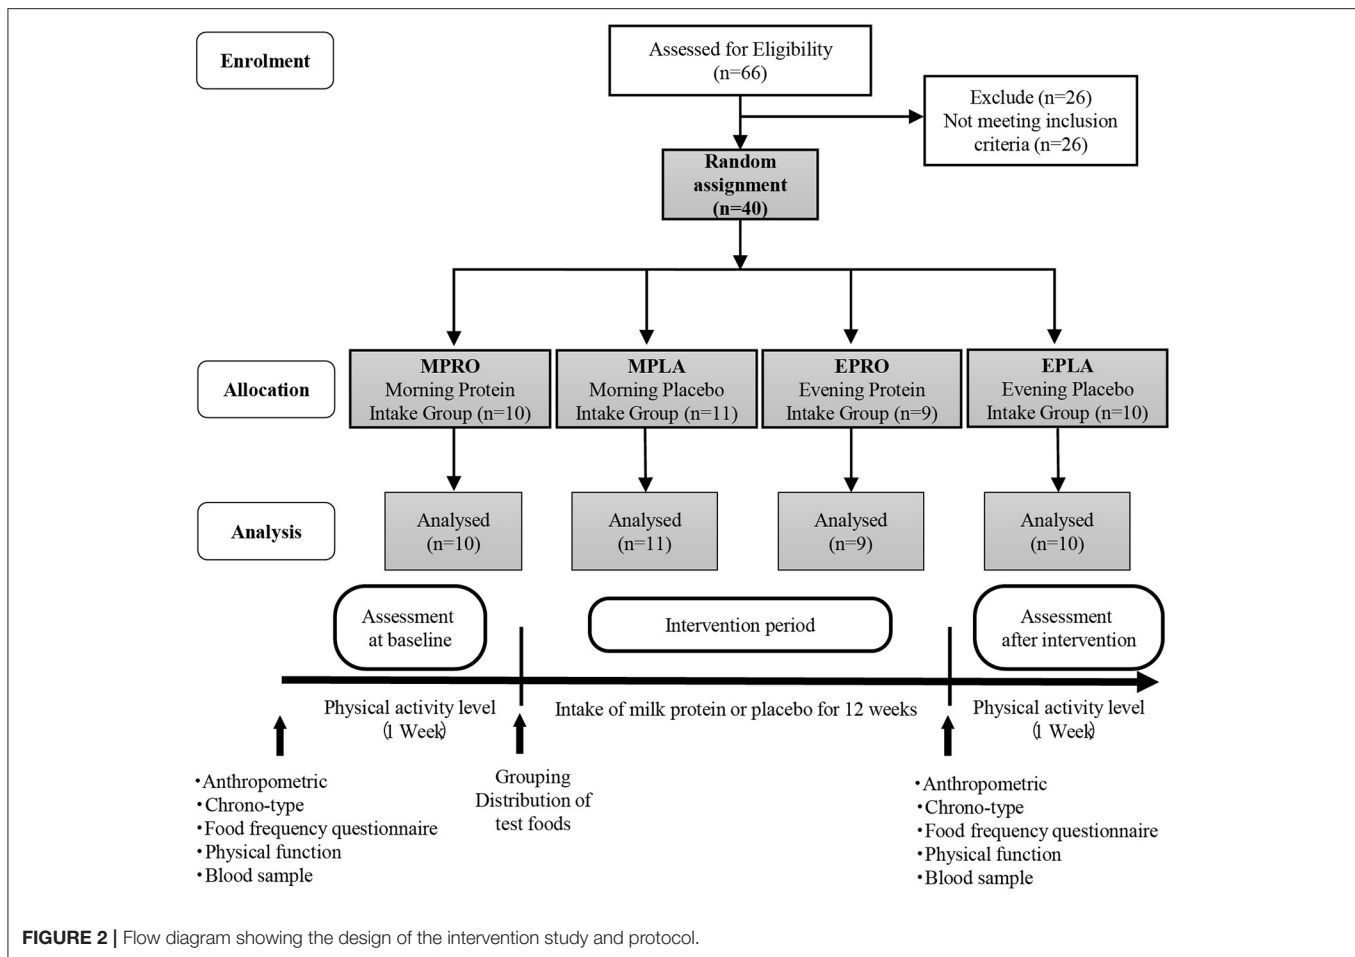 Enrolment
Assessed for Eligibility
(n=66)
Exclude (n=26)
Not meeting inclusion
criteria (n=26)
Random
assignment
(n=40)
Allocation
MPRO
Morning Protein
Intake Group (n=10)
MPLA
Morning Placebo
Intake Group (n=11)
EPRO
Evening Protein
Intake Group (n=9)
EPLA
Evening Placebo
Intake Group (n=10)
Analysis
Analysed
(n=10)
Analysed
(n=11)
Analysed
(n=9)
Analysed
(n=10)
Assessment
at baseline
Intervention period
Assessment
after intervention
Physical activity level
(1 Week)
Intake of milk protein or placebo for 12 weeks
Physical activity level
(1 Week)
・Anthropometric
・Chrono-type
・Food frequency questionnaire
・Physical function
・Blood sample
Grouping
Distribution of
test foods
・Anthropometric
・Chrono-type
・Food frequency questionnaire
・Physical function
・Blood sample
FIGURE 2 | Flow diagram showing the design of the intervention study and protocol.